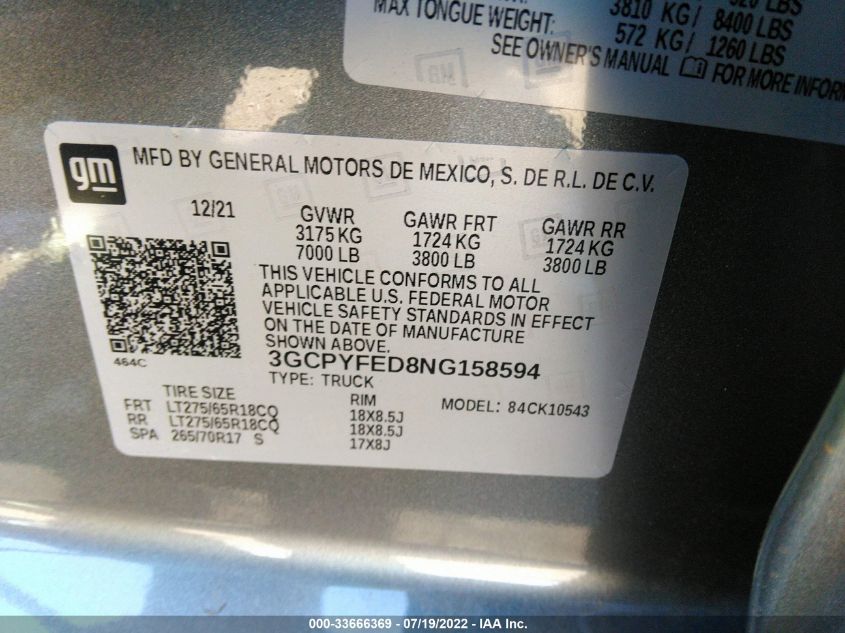 520 LBS
3810 KG/ 8400 LBS
MAX TONGUE WEIGHT: 572 KG/ 1260 LBS
SEE OWNER'S MANUAL FOR MORE INFORM
gm
MFD BY GENERAL MOTORS DE MEXICO, S. DE R.L. DE C.V.
12/21 GVWR GAWR FRT GAWR RR
3175 KG 1724 KG 1724 KG
7000 LB 3800 LB 3800 LB
THIS VEHICLE CONFORMS TO ALL
APPLICABLE U.S. FEDERAL MOTOR
VEHICLE SAFETY STANDARDS IN EFFECT
ON THE DATE OF MANUFACTURE
SHOWN ABOVE.
464C
3GCPYFED8NG158594
TYPE: TRUCK
TIRE SIZE RIM MODEL: 84CK10543
FRT LT275/65R18CQ 18X8.5J
RR LT275/65R18CQ 18X8.5J
SPA 265/70R17 S 17X8J
000-33666369 - 07/19/2022 - IAA Inc.